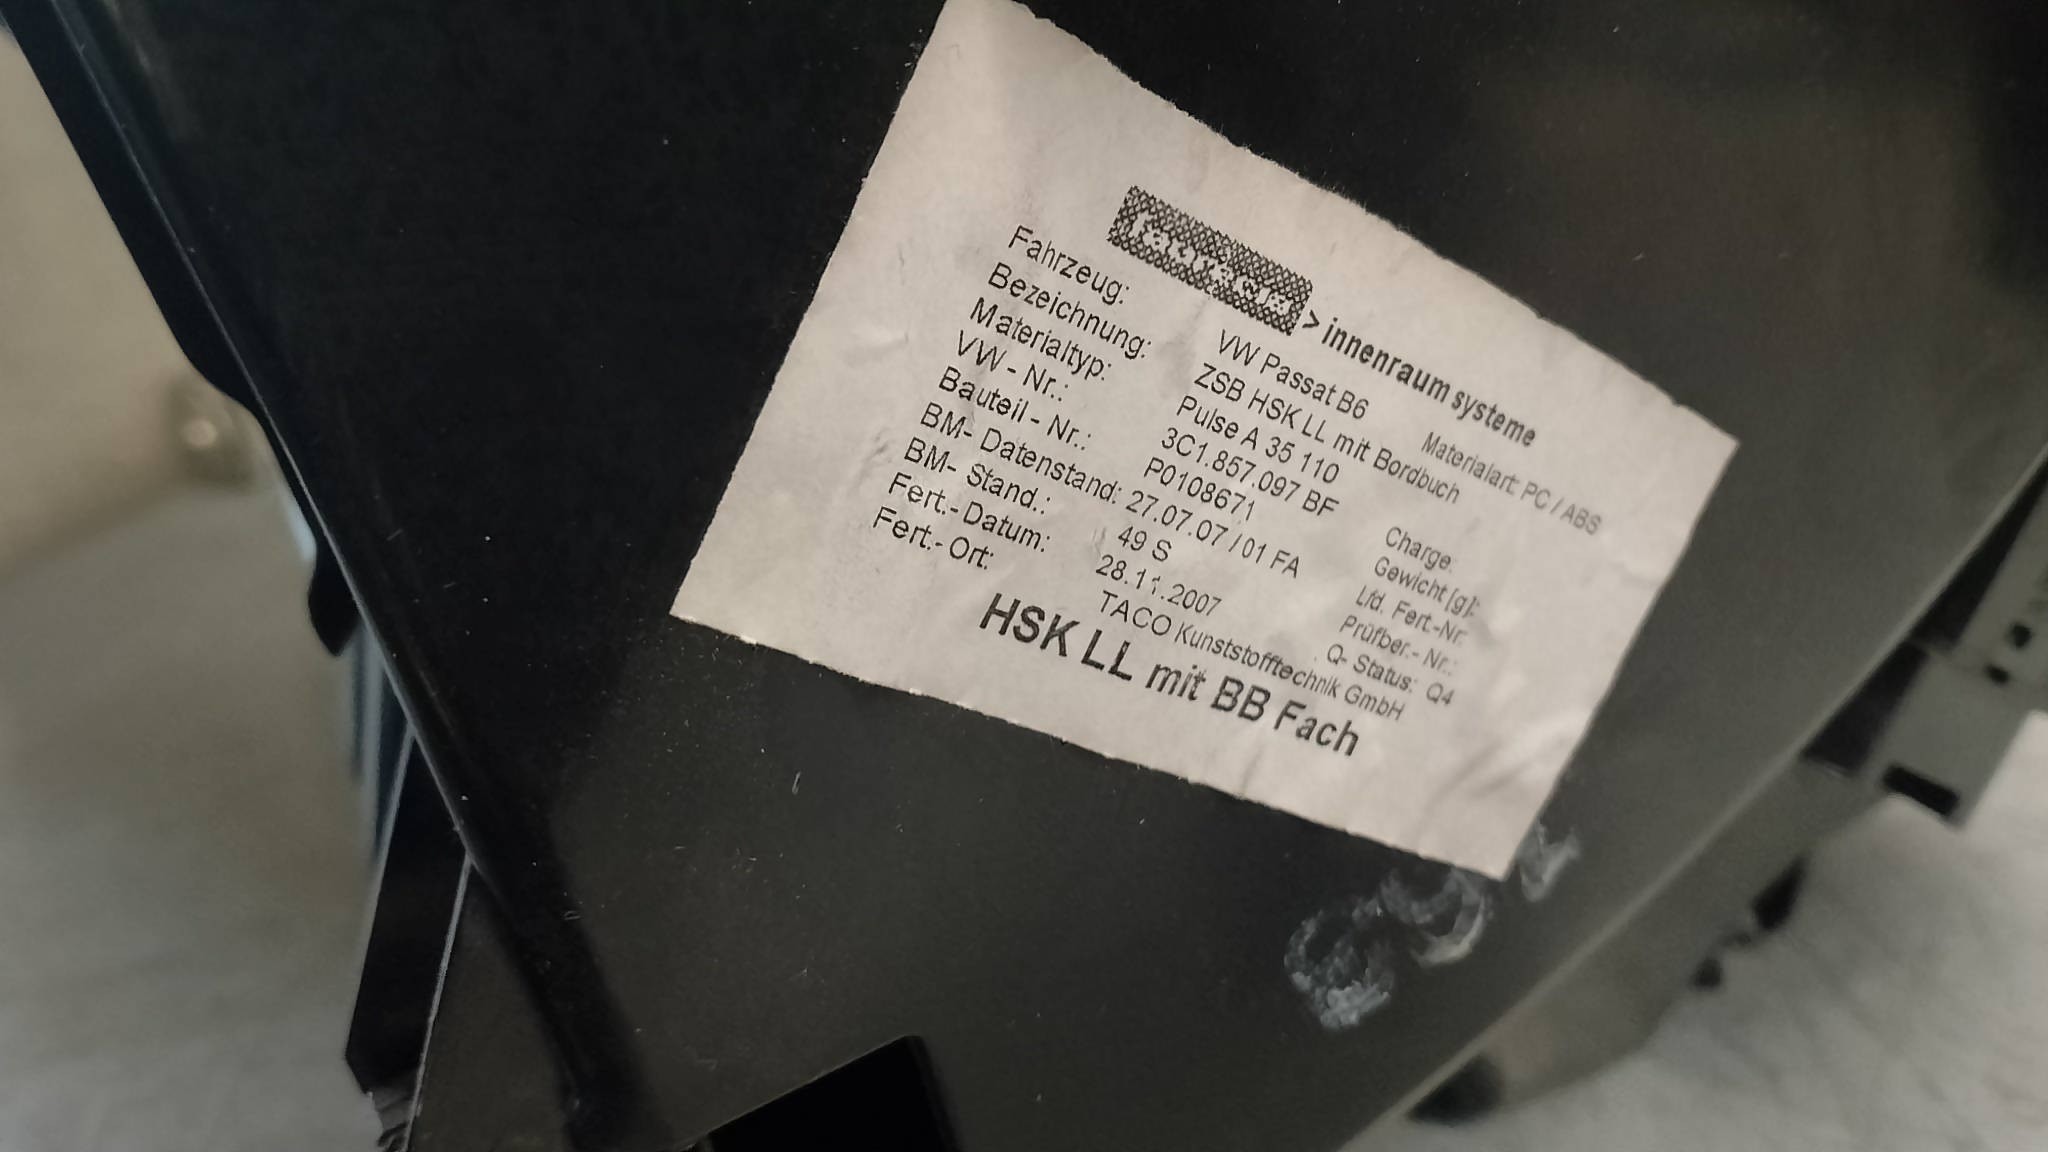 faurecia > innenraum systeme
Fahrzeug: VW Passat B6 Materialart: PC / ABS
Bezeichnung: ZSB HSK LL mit Bordbuch
Materialtyp: Pulse A 35 110
VW - Nr.: 3C1.857.097 BF Charge:
Bauteil - Nr.: P0108671 Gewicht [g]:
BM- Datenstand: 27.07.07 / 01 FA Lfd. Fert.-Nr:
BM- Stand.: 49 S Prüfber.- Nr.:
Fert.- Datum: 28.11.2007 Q- Status: Q4
Fert.- Ort: TACO Kunststofftechnik GmbH
HSK LL mit BB Fach